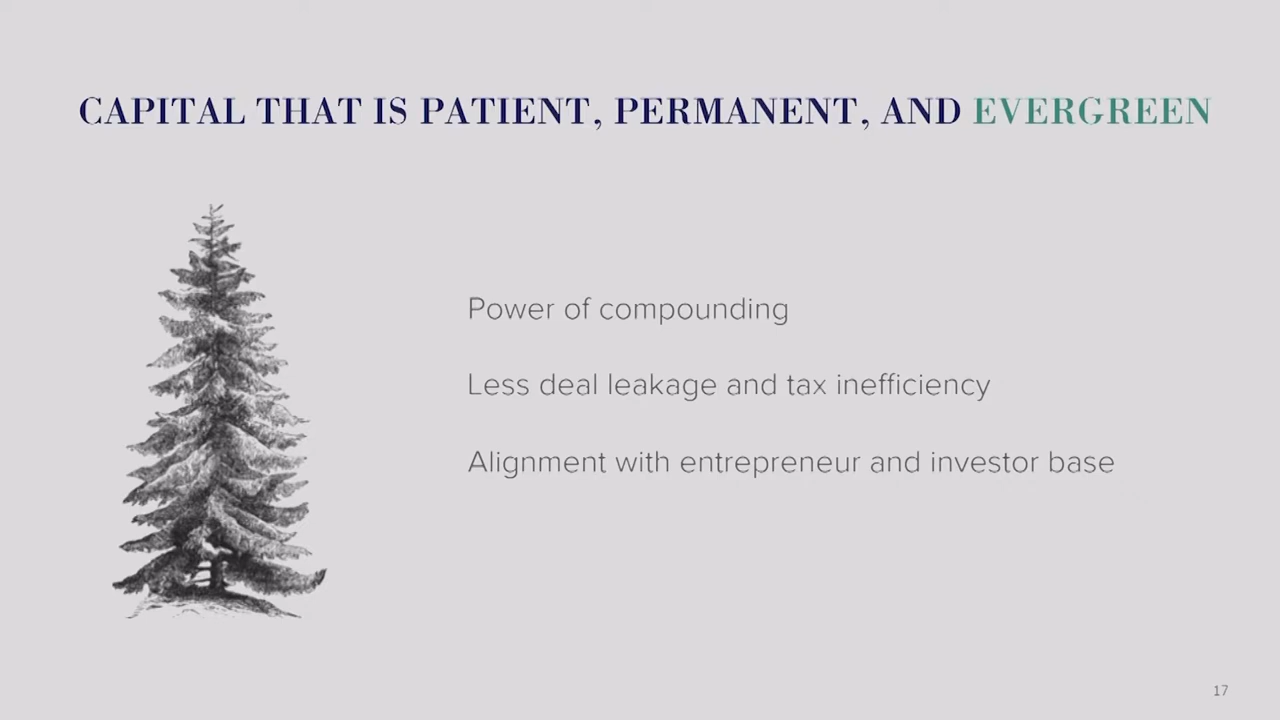 CAPITAL THAT IS PATIENT, PERMANENT, AND EVERGREEN
Power of compounding
Less deal leakage and tax inefficiency
Alignment with entrepreneur and investor base
17